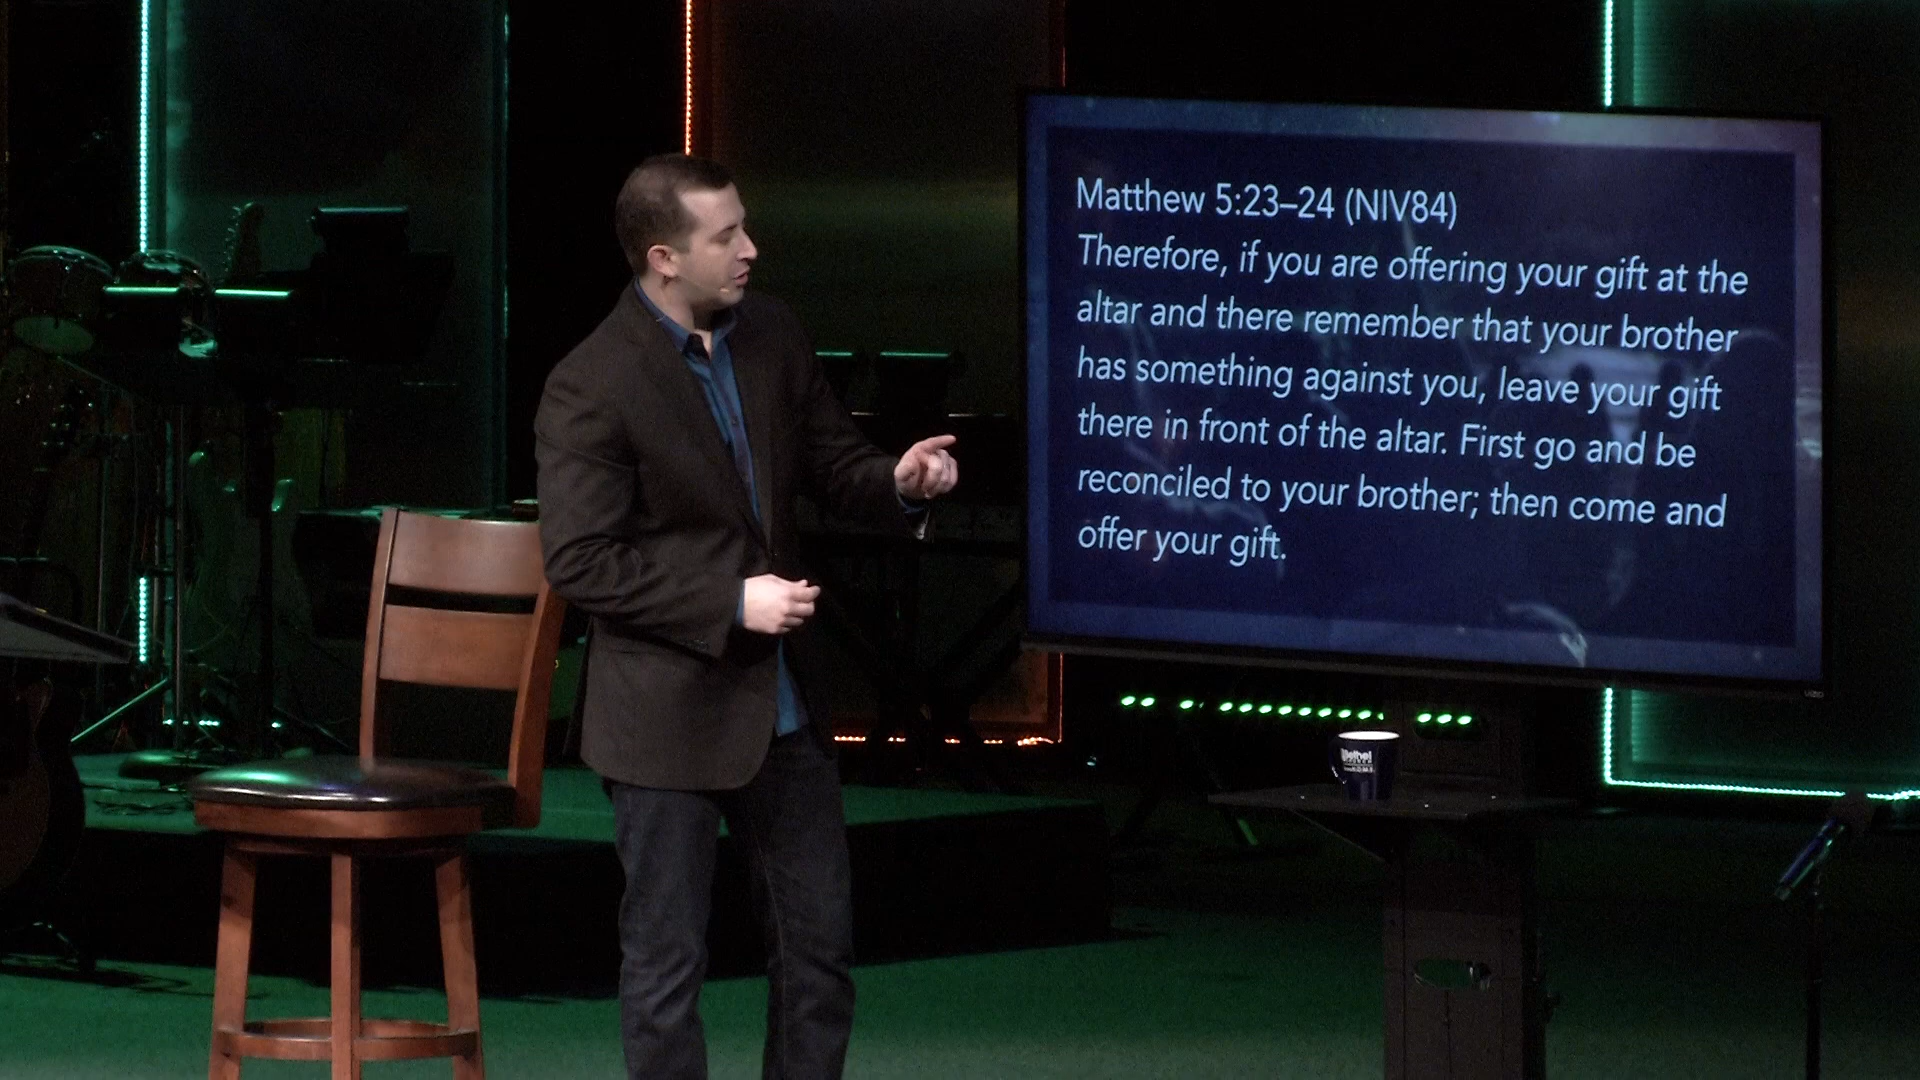 Matthew 5:23–24 (NIV84)
Therefore, if you are offering your gift at the
altar and there remember that your brother
has something against you, leave your gift
there in front of the altar. First go and be
reconciled to your brother; then come and
offer your gift.
VIZIO
Bethel